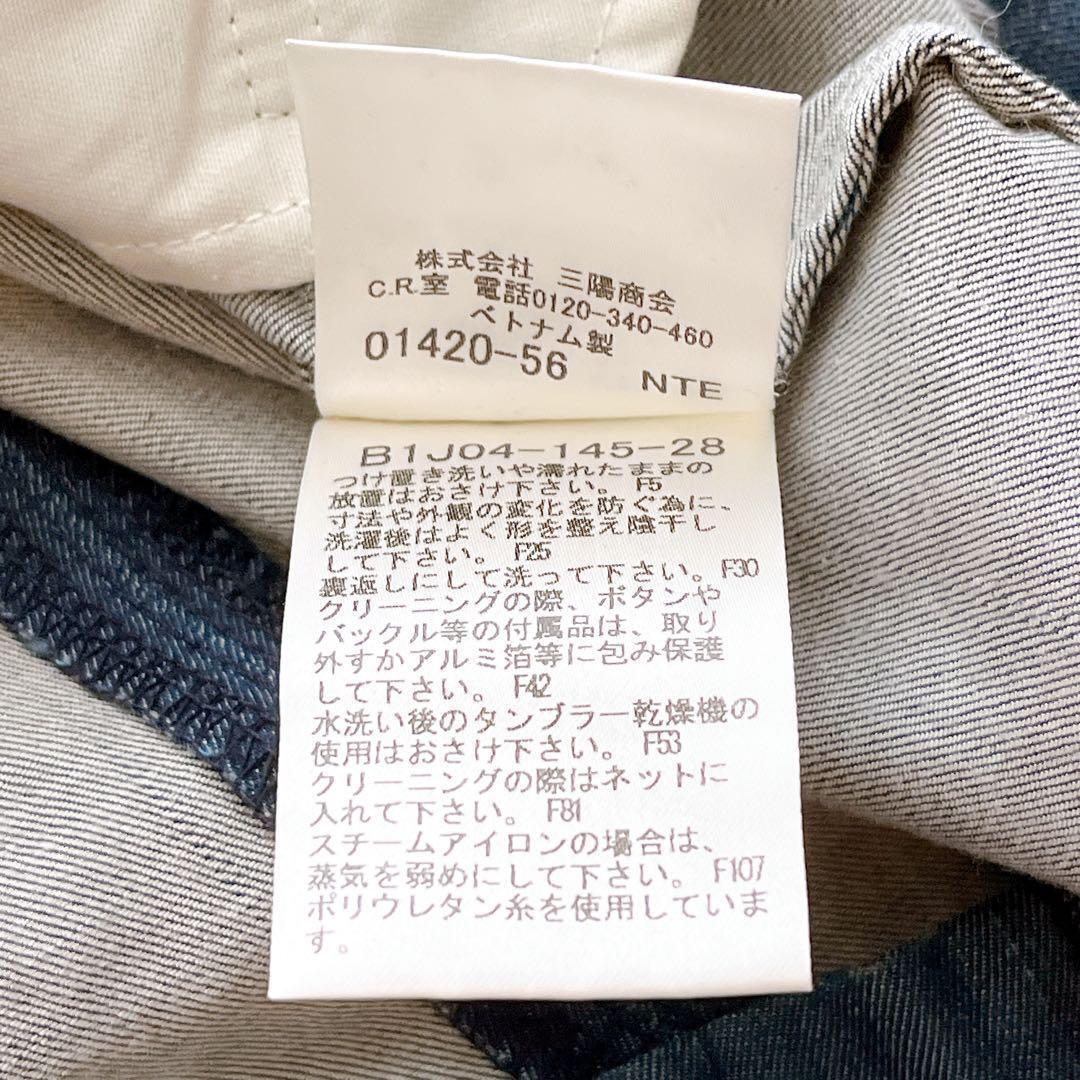 株式会社 三陽商会
C.R.室 電話0120-340-460
ベトナム製
01420-56 NTE
B1J04-145-28
つけ置き洗いや濡れたままの
放置はおさけ下さい。 F5
寸法や外観の変化を防ぐ為に、
洗濯後はよく形を整え陰干し
して下さい。 F25
裏返しにして洗って下さい。 F30
クリーニングの際、ボタンや
バックル等の付属品は、取り
外すかアルミ箔等に包み保護
して下さい。 F42
水洗い後のタンブラー乾燥機の
使用はおさけ下さい。 F53
クリーニングの際はネットに
入れて下さい。 F81
スチームアイロンの場合は、
蒸気を弱めにして下さい。 F107
ポリウレタン糸を使用していま
す。